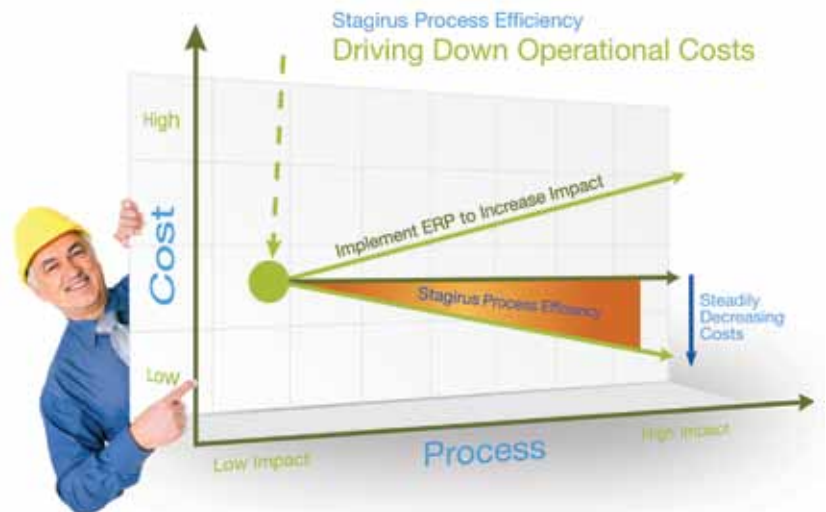 Stagirus Process Efficiency
Driving Down Operational Costs
High
Cost
Low
Implement ERP to Increase Impact
Stagirus Process Efficiency
Steadily
Decreasing
Costs
Low Impact
Process
High Impact